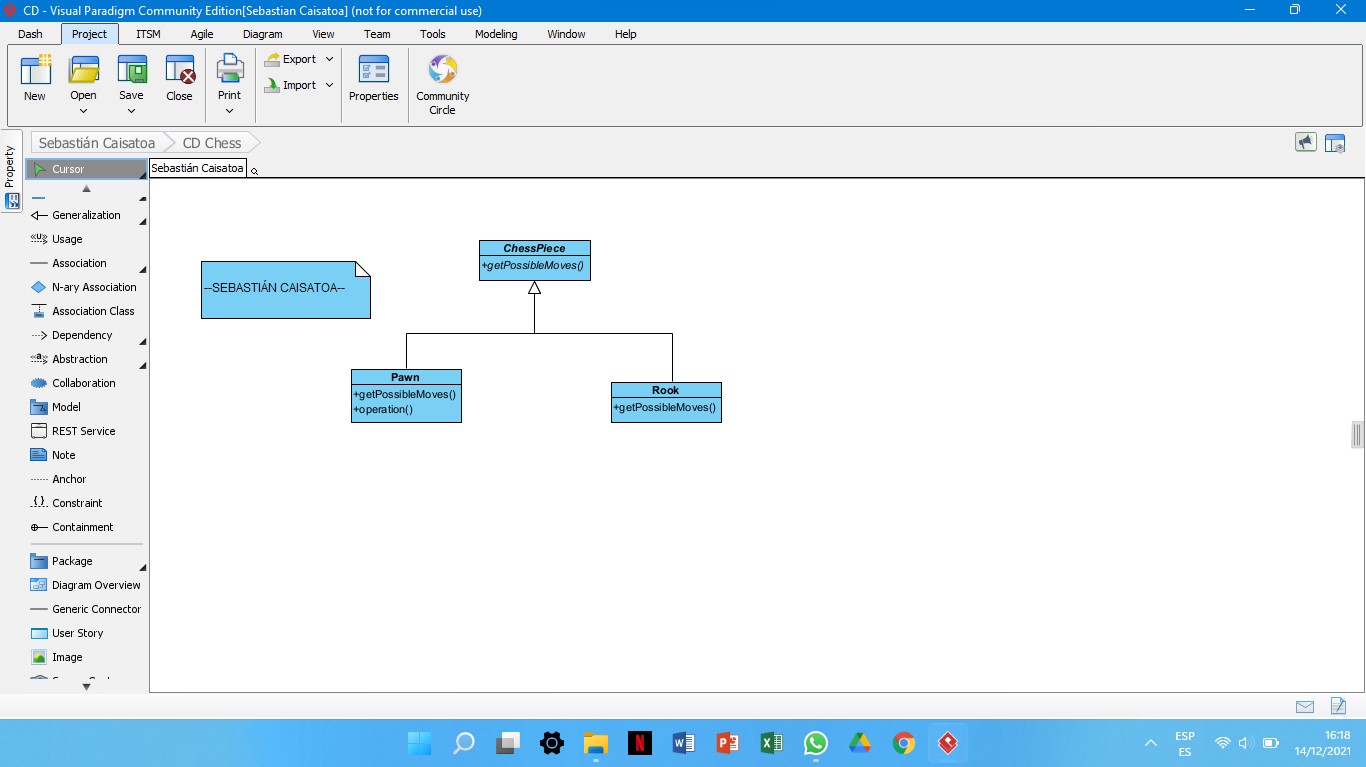 CD - Visual Paradigm Community Edition[Sebastian Caisatoa] (not for commercial use)
Dash Project ITSM Agile Diagram View Team Tools Modeling Window Help
New Open Save Close Print Export Import Properties Community Circle
Property
Sebastián Caisatoa CD Chess
Cursor
Sebastián Caisatoa
Generalization
Usage
Association
N-ary Association
Association Class
Dependency
Abstraction
Collaboration
Model
REST Service
Note
Anchor
Constraint
Containment
Package
Diagram Overview
Generic Connector
User Story
Image
--SEBASTIÁN CAISATOA--
ChessPiece
+getPossibleMoves()
Pawn
+getPossibleMoves()
+operation()
Rook
+getPossibleMoves()
ESP
ES
16:18
14/12/2021